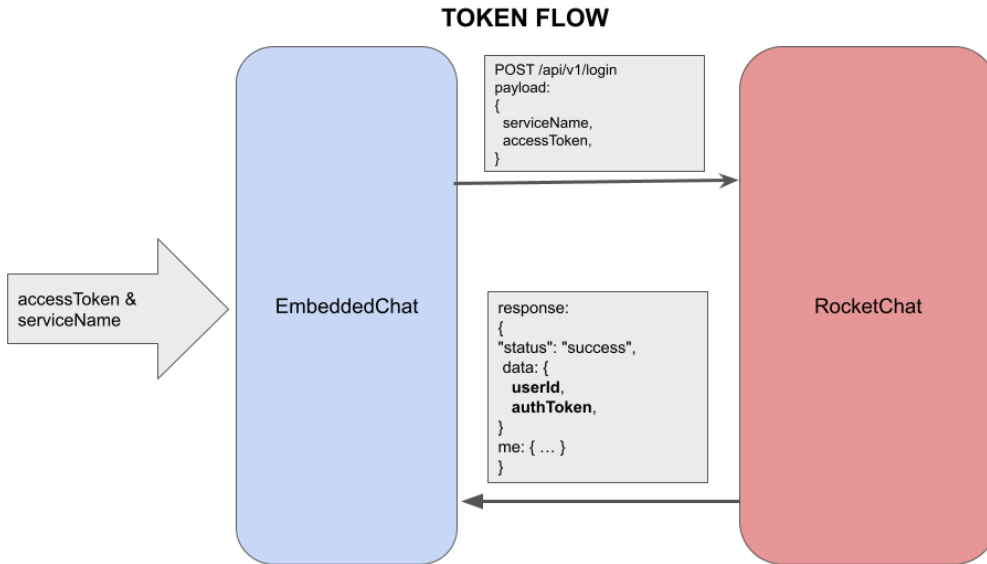 TOKEN FLOW
POST /api/v1/login
payload:
{
serviceName,
accessToken,
}
accessToken &
serviceName
EmbeddedChat
RocketChat
response:
{
"status": "success",
data: {
userId,
authToken,
}
me: { … }
}